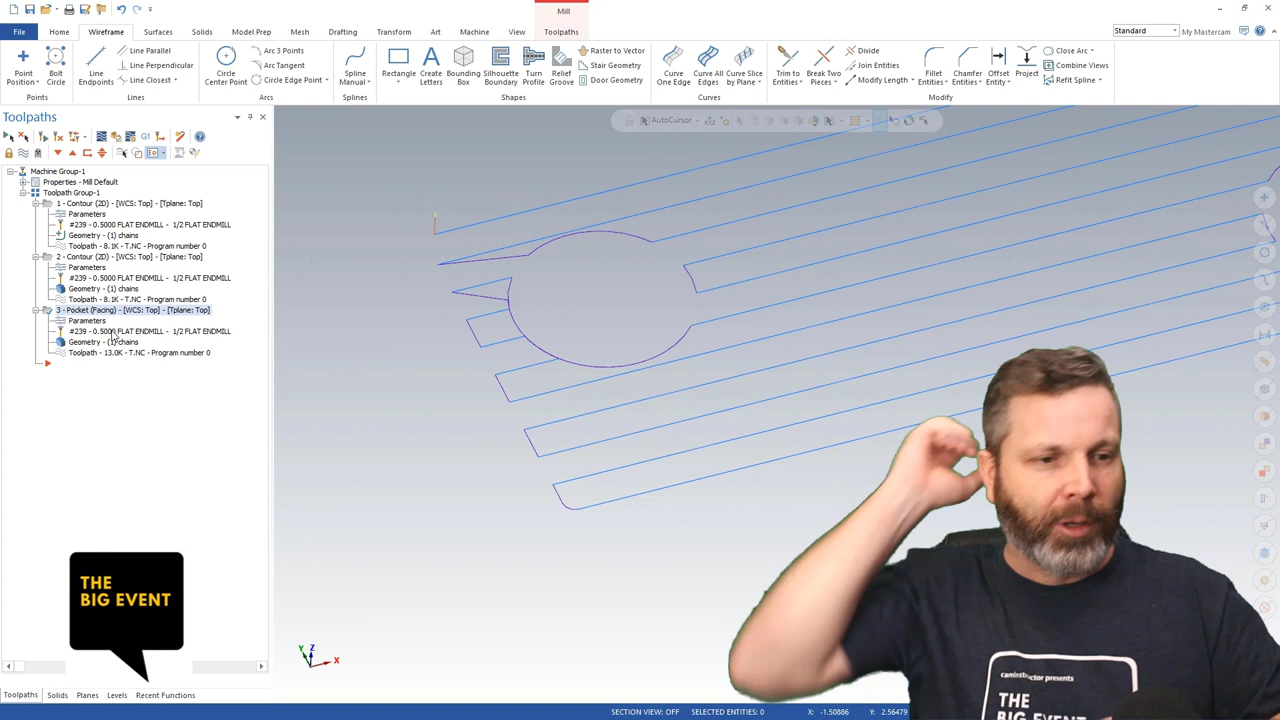 Mill
File Home Wireframe Surfaces Solids Model Prep Mesh Drafting Transform Art Machine View Toolpaths
Standard My Mastercam
Point Position Bolt Circle
Points
Line Endpoints
Line Parallel
Line Perpendicular
Line Closest
Lines
Circle Center Point
Arc 3 Points
Arc Tangent
Circle Edge Point
Arcs
Spline Manual
Splines
Rectangle Create Letters Bounding Box Silhouette Boundary Turn Profile Relief Groove
Raster to Vector
Stair Geometry
Door Geometry
Shapes
Curve One Edge Curve All Edges Curve Slice by Plane
Curves
Trim to Entities Break Two Pieces
Divide
Join Entities
Modify Length
Fillet Entities Chamfer Entities Offset Entity Project
Close Arc
Combine Views
Refit Spline
Modify
Toolpaths
G1
AutoCursor
Machine Group-1
Properties - Mill Default
Toolpath Group-1
1 - Contour (2D) - [WCS: Top] - [Tplane: Top]
Parameters
#239 - 0.5000 FLAT ENDMILL - 1/2 FLAT ENDMILL
Geometry - (1) chains
Toolpath - 8.1K - T.NC - Program number 0
2 - Contour (2D) - [WCS: Top] - [Tplane: Top]
Parameters
#239 - 0.5000 FLAT ENDMILL - 1/2 FLAT ENDMILL
Geometry - (1) chains
Toolpath - 8.1K - T.NC - Program number 0
3 - Pocket (Facing) - [WCS: Top] - [Tplane: Top]
Parameters
#239 - 0.5000 FLAT ENDMILL - 1/2 FLAT ENDMILL
Geometry - (1) chains
Toolpath - 13.0K - T.NC - Program number 0
THE
BIG EVENT
Y Z X
caminstructor presents
THE
BIG EVENT
Toolpaths Solids Planes Levels Recent Functions
SECTION VIEW: OFF SELECTED ENTITIES: 0 X: -1.50886 Y: 2.56479